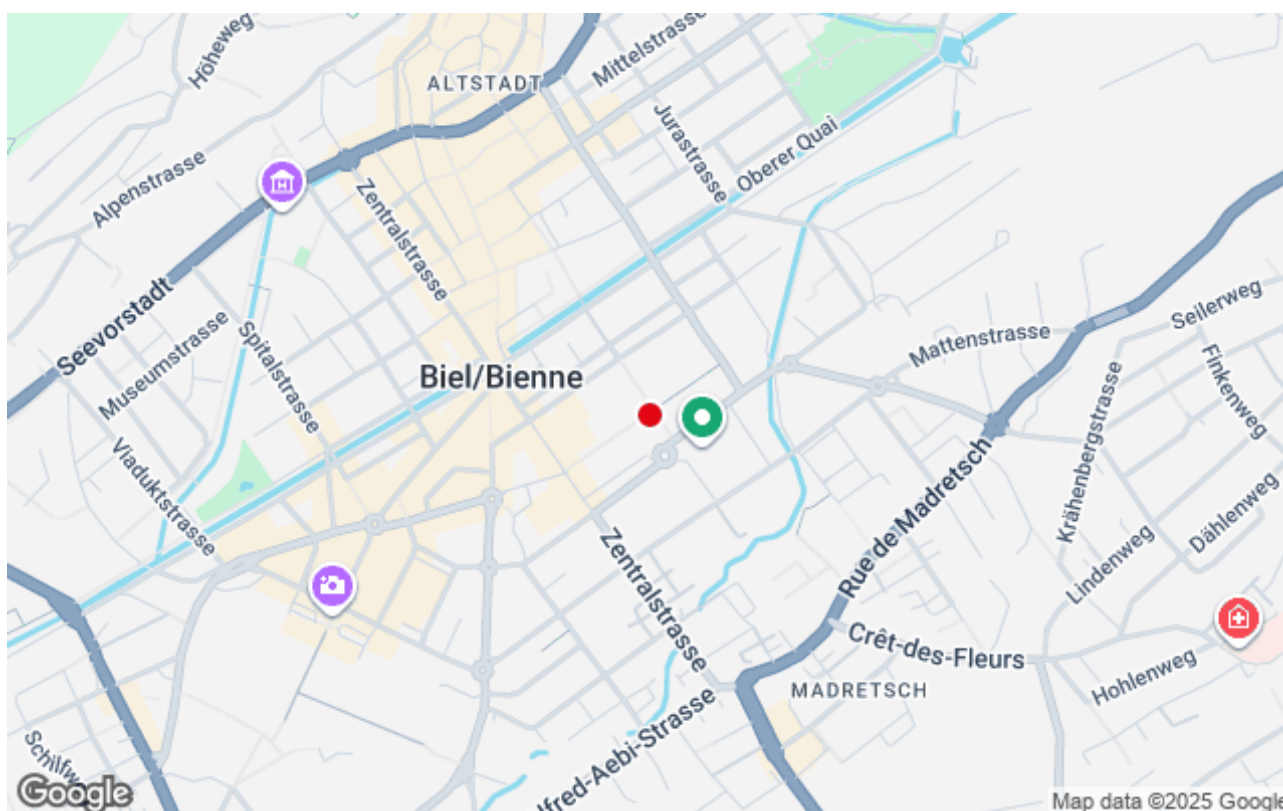 Höheweg
Mittelstrasse
ALTSTADT
Jurastrasse
Oberer Quai
Alpenstrasse
Zentralstrasse
Seevorstadt
Museumstrasse
Spitalstrasse
Biel/Bienne
Mattenstrasse
Seilerweg
Finkenweg
Krähenbergstrasse
Viaduktstrasse
Rue de Madretsch
Dählenweg
Lindenweg
Zentralstrasse
Crêt-des-Fleurs
Hohlenweg
MADRETSCH
lfred-Aebi-Strasse
Schilfw
Google
Map data ©2025 Google